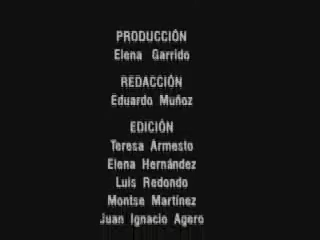 PRODUCCIÓN
Elena Garrido
REDACCIÓN
Eduardo Muñoz
EDICIÓN
Teresa Armesto
Elena Hernández
Luis Redondo
Montse Martínez
Juan Ignacio Agero